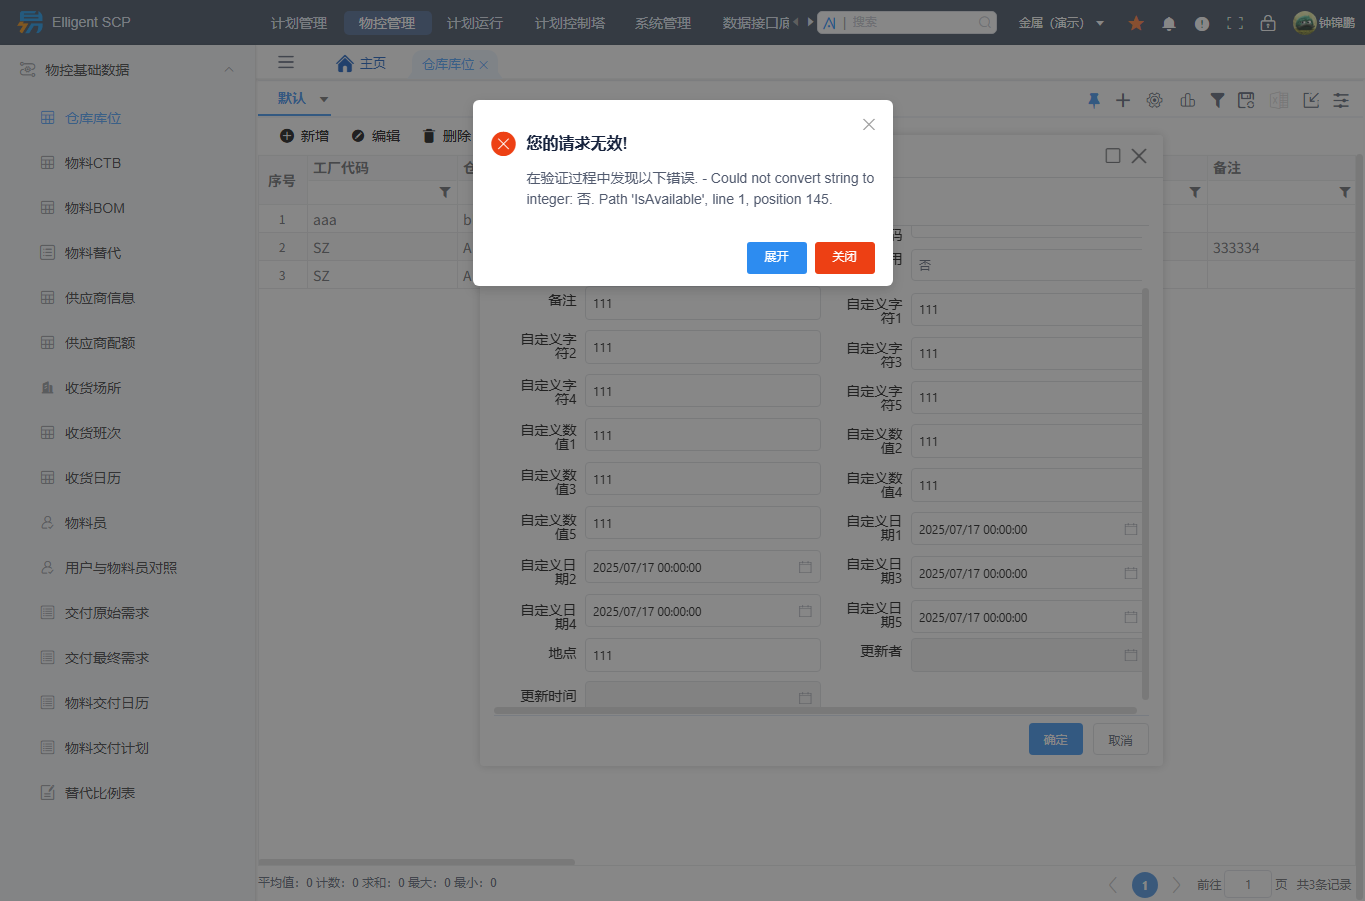 Elligent SCP
计划管理
物控管理
计划运行
计划控制塔
系统管理
数据接口
AI
搜索
金属（演示）
钟锦鹏
物控基础数据
仓库库位
物料CTB
物料BOM
物料替代
供应商信息
供应商配额
收货场所
收货班次
收货日历
物料员
用户与物料员对照
交付原始需求
交付最终需求
物料交付日历
物料交付计划
替代比例表
主页
仓库库位
默认
新增
编辑
删除
序号
工厂代码
备注
1
aaa
b
2
SZ
A
333334
3
SZ
A
您的请求无效!
在验证过程中发现以下错误. - Could not convert string to
integer: 否. Path 'IsAvailable', line 1, position 145.
展开
关闭
码
用
否
备注
111
自定义字
符1
111
自定义字
符2
111
自定义字
符3
111
自定义字
符4
111
自定义字
符5
111
自定义数
值1
111
自定义数
值2
111
自定义数
值3
111
自定义数
值4
111
自定义数
值5
111
自定义日
期1
2025/07/17 00:00:00
自定义日
期2
2025/07/17 00:00:00
自定义日
期3
2025/07/17 00:00:00
自定义日
期4
2025/07/17 00:00:00
自定义日
期5
2025/07/17 00:00:00
地点
111
更新者
更新时间
确定
取消
平均值：0 计数：0 求和：0 最大：0 最小：0
1
前往
1
页
共3条记录